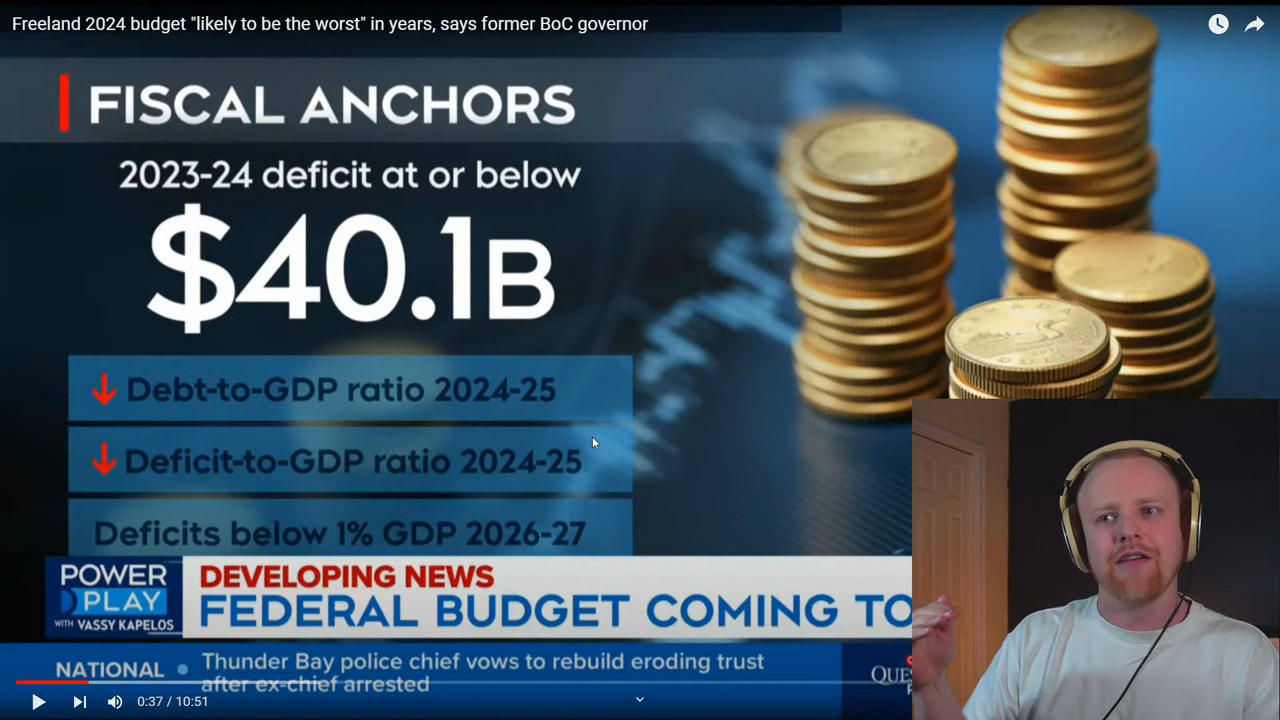 Freeland 2024 budget "likely to be the worst" in years, says former BoC governor
FISCAL ANCHORS
2023-24 deficit at or below
$40.1B
Debt-to-GDP ratio 2024-25
Deficit-to-GDP ratio 2024-25
Deficits below 1% GDP 2026-27
POWER
PLAY
WITH VASSY KAPELOS
DEVELOPING NEWS
FEDERAL BUDGET COMING TO
NATIONAL
Thunder Bay police chief vows to rebuild eroding trust
after ex-chief arrested
0:37 / 10:51